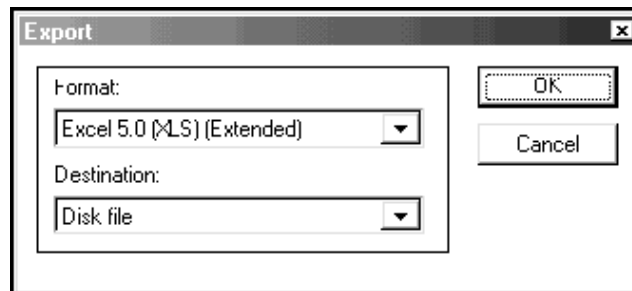 Export
Format:
Excel 5.0 (XLS) (Extended)
Destination:
Disk file
OK
Cancel